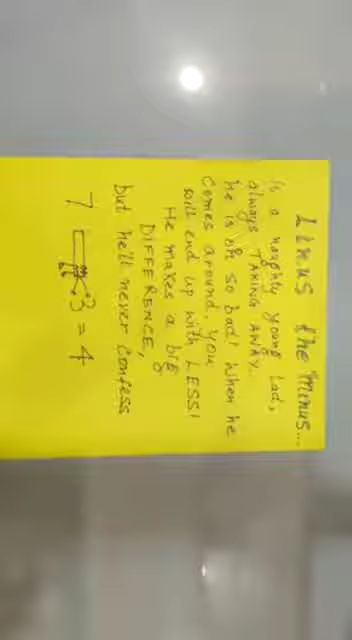 Linus the Minus...
Is a naughty young Lad,
always TAKING AWAY..
he is oh so bad! When he
Comes around, you
will end up with LESS!
He makes a big
DIFFERENCE,
but he'll never confess
7 3 = 4